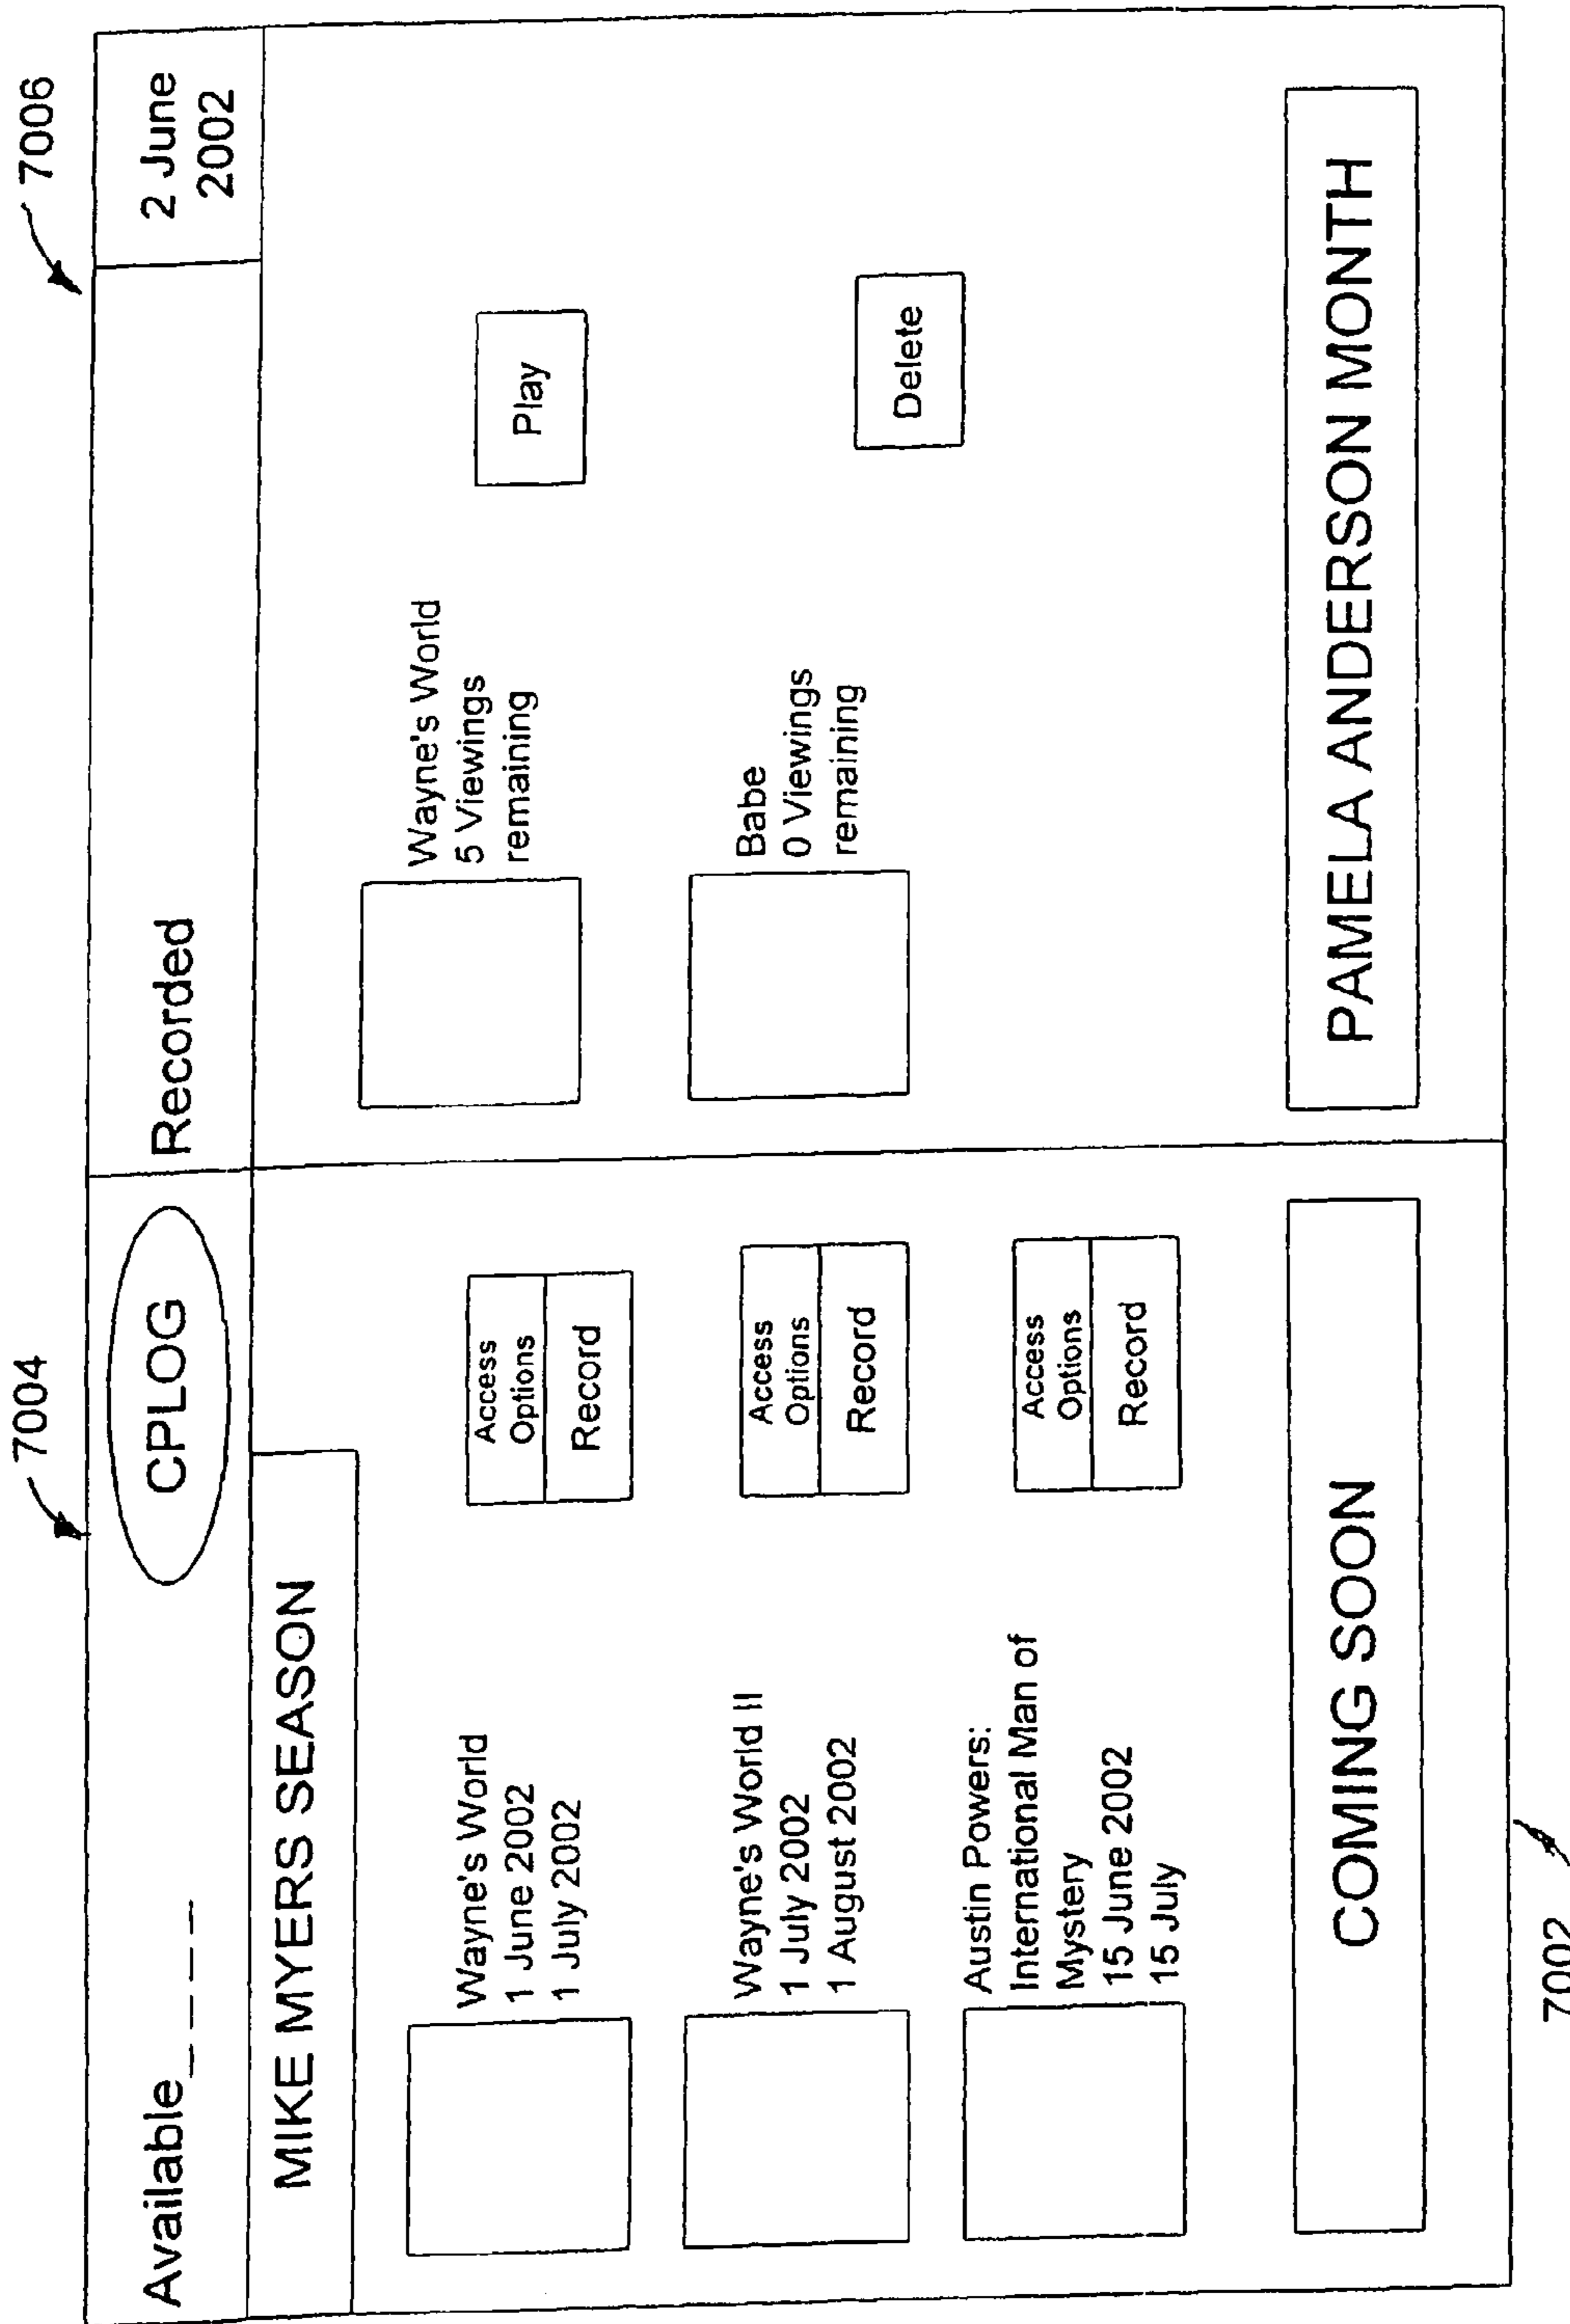 7004
7006
Available_ _ _ _
CPLOG
Recorded
2 June
2002
MIKE MYERS SEASON
Wayne's World
1 June 2002
1 July 2002
Access
Options
Record
Wayne's World II
1 July 2002
1 August 2002
Access
Options
Record
Austin Powers:
International Man of
Mystery
15 June 2002
15 July
Access
Options
Record
COMING SOON
Wayne's World
5 Viewings
remaining
Play
Babe
0 Viewings
remaining
Delete
PAMELA ANDERSON MONTH
7002